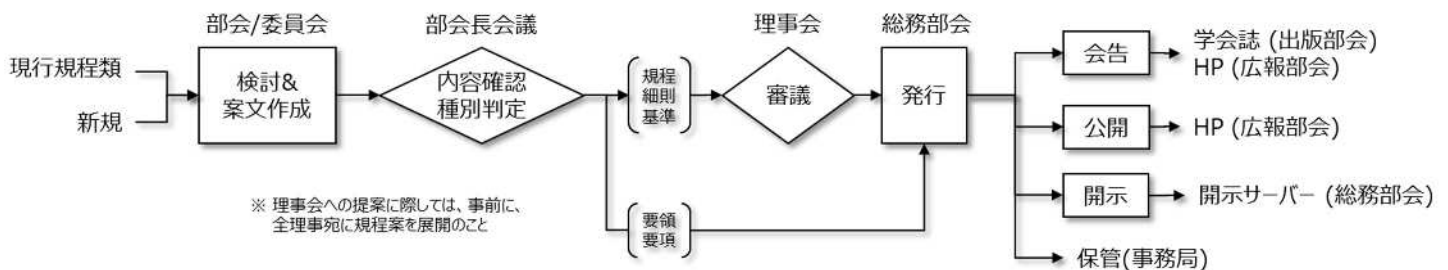 部会/委員会
部会長会議
理事会
総務部会
現行規程類
新規
検討&
案文作成
内容確認
種別判定
規程
細則
基準
審議
発行
会告
学会誌 (出版部会)
HP (広報部会)
公開
HP (広報部会)
開示
開示サーバー (総務部会)
保管(事務局)
要領
要項
※ 理事会への提案に際しては、事前に、
全理事宛に規程案を展開のこと